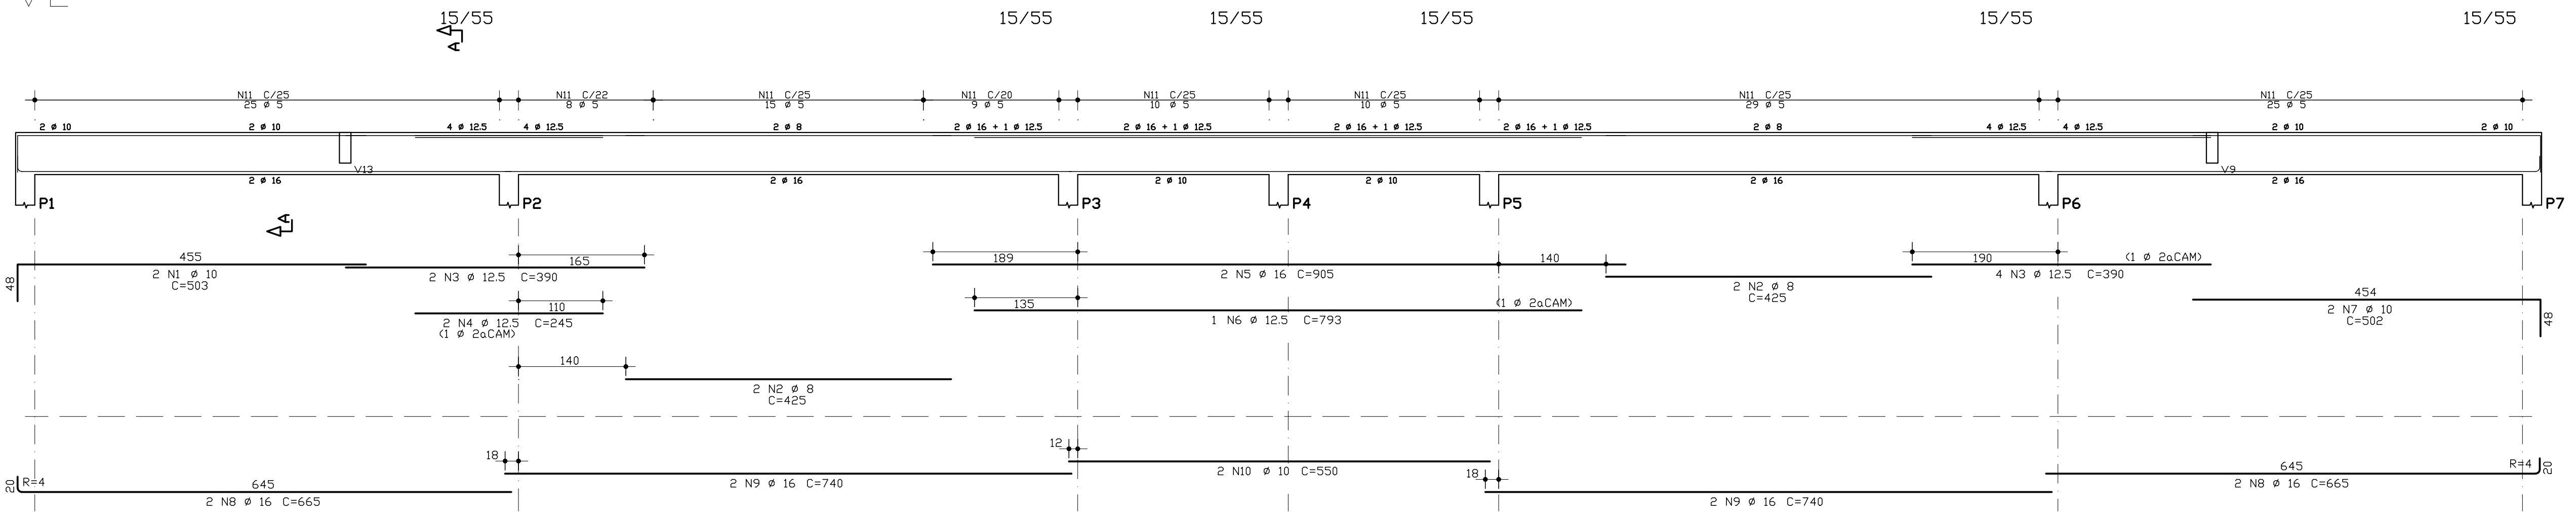 15/55 15/55 15/55 15/55 15/55 15/55
A
N11 C/25 N11 C/22 N11 C/25 N11 C/20 N11 C/25 N11 C/25 N11 C/25 N11 C/25
25 ø 5 8 ø 5 15 ø 5 9 ø 5 10 ø 5 10 ø 5 29 ø 5 25 ø 5
2 ø 10 2 ø 10 4 ø 12.5 4 ø 12.5 2 ø 8 2 ø 16 + 1 ø 12.5 2 ø 16 + 1 ø 12.5 2 ø 16 + 1 ø 12.5 2 ø 16 + 1 ø 12.5 2 ø 8 4 ø 12.5 4 ø 12.5 2 ø 10 2 ø 10
V13 V9
2 ø 16 2 ø 16 2 ø 10 2 ø 10 2 ø 16 2 ø 16
P1 P2 P3 P4 P5 P6 P7
A
455 165 189 140 190 (1 ø 2aCAM)
48 2 N1 ø 10 2 N3 ø 12.5 C=390 2 N5 ø 16 C=905 4 N3 ø 12.5 C=390
C=503
2 N2 ø 8
C=425
454
110 135 (1 ø 2aCAM)
2 N7 ø 10 48
C=502
2 N4 ø 12.5 C=245 1 N6 ø 12.5 C=793
(1 ø 2aCAM)
140
2 N2 ø 8
C=425
18 12 18
2 N10 ø 10 C=550
20 R=4 645 645 R=4 20
2 N9 ø 16 C=740 2 N8 ø 16 C=665
2 N8 ø 16 C=665 2 N9 ø 16 C=740